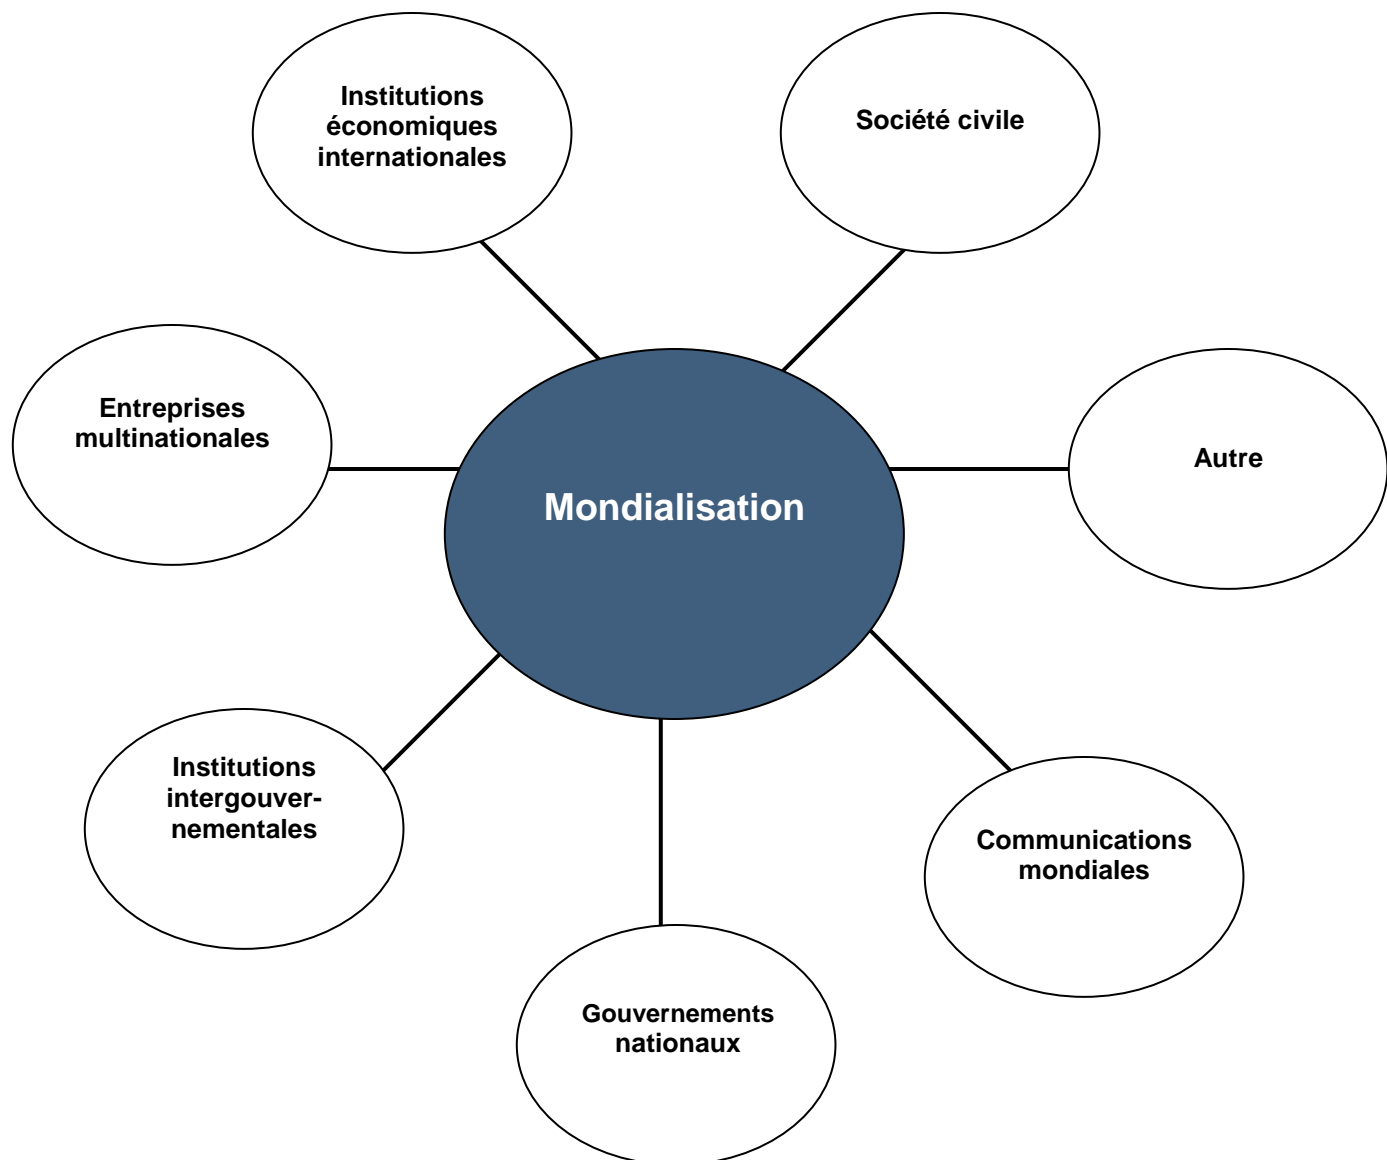 Institutions
économiques
internationales
Société civile
Entreprises
multinationales
Autre
Mondialisation
Institutions
intergouver-
nementales
Communications
mondiales
Gouvernements
nationaux